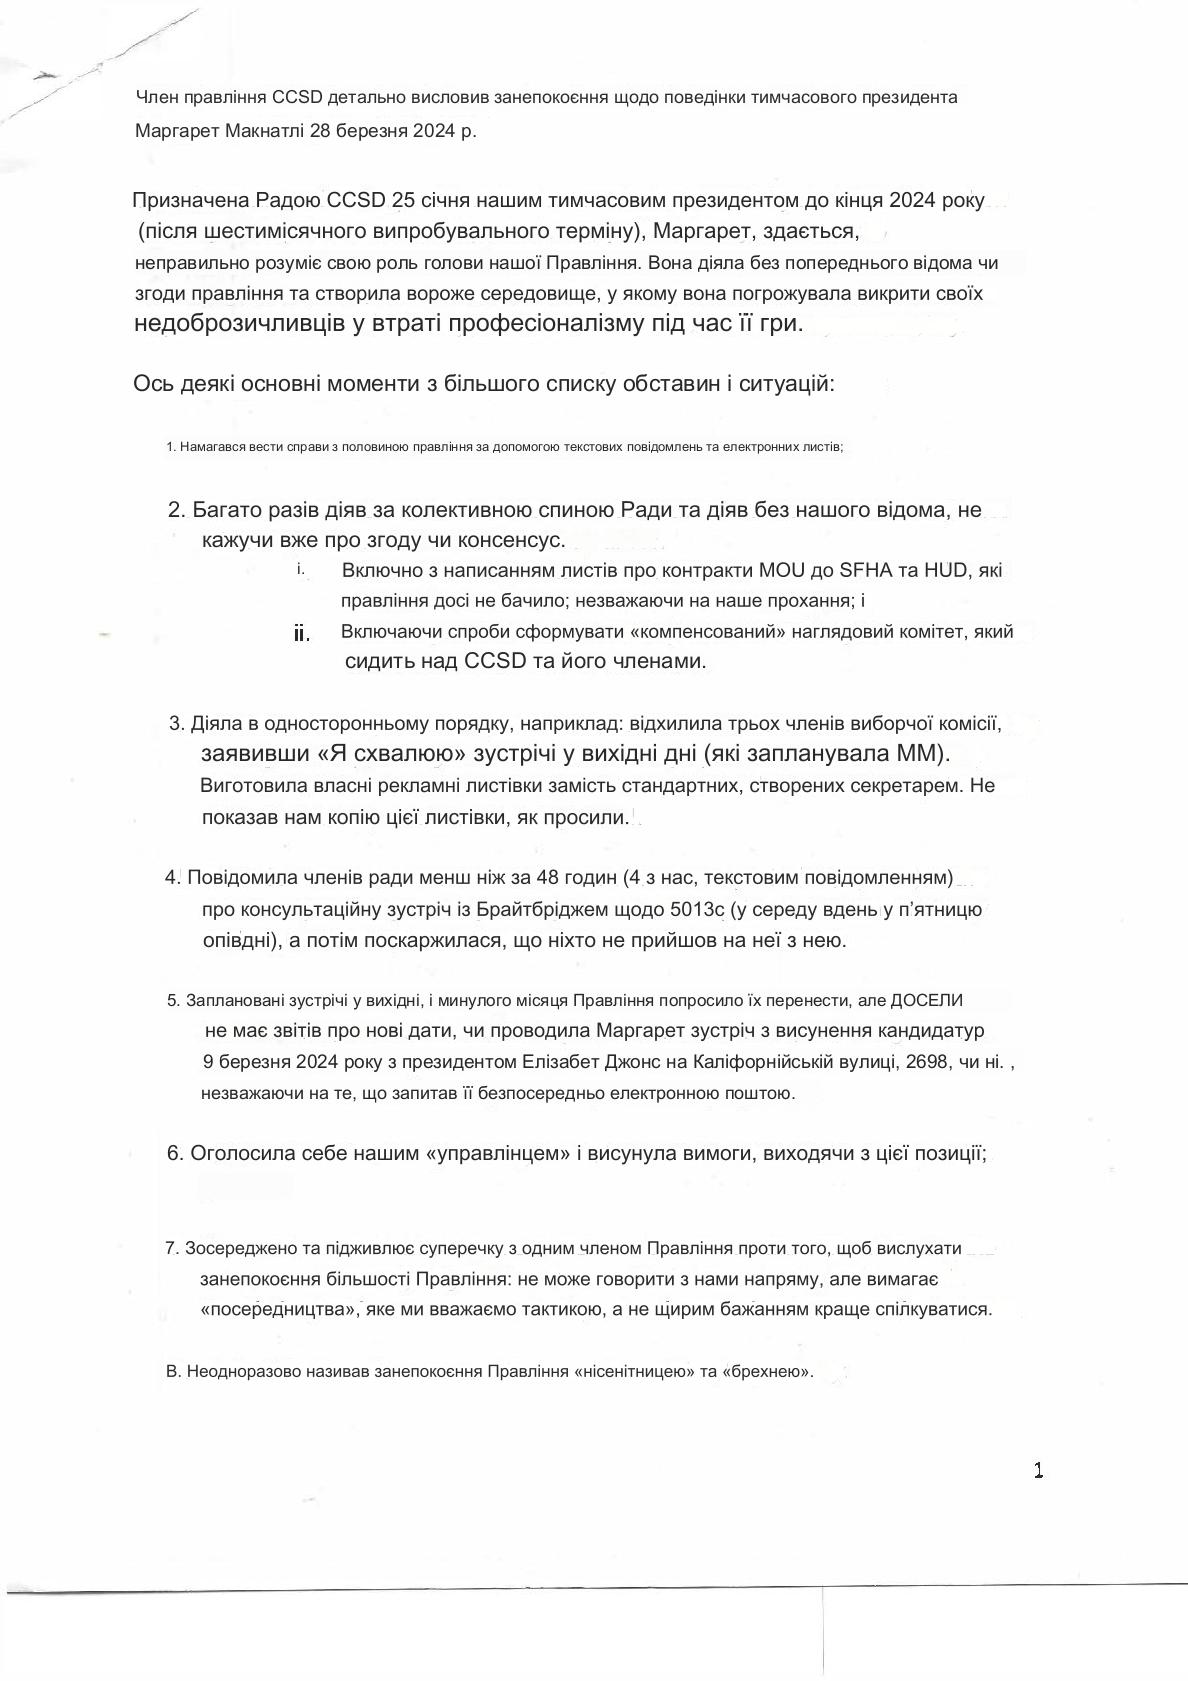 Член правління CCSD детально висловив занепокоєння щодо поведінки тимчасового президента
Маргарет Макнатлі 28 березня 2024 р.
Призначена Радою CCSD 25 січня нашим тимчасовим президентом до кінця 2024 року
(після шестимісячного випробувального терміну), Маргарет, здається,
неправильно розуміє свою роль голови нашої Правління. Вона діяла без попереднього відома чи
згоди правління та створила вороже середовище, у якому вона погрожувала викрити своїх
недоброзичливців у втраті професіоналізму під час її гри.
Ось деякі основні моменти з більшого списку обставин і ситуацій:
1. Намагався вести справи з половиною правління за допомогою текстових повідомлень та електронних листів;
2. Багато разів діяв за колективною спиною Ради та діяв без нашого відома, не
кажучи вже про згоду чи консенсус.
i. Включно з написанням листів про контракти MOU до SFHA та HUD, які
правління досі не бачило; незважаючи на наше прохання; і
ii. Включаючи спроби сформувати «компенсований» наглядовий комітет, який
сидить над CCSD та його членами.
3. Діяла в односторонньому порядку, наприклад: відхилила трьох членів виборчої комісії,
заявивши «Я схвалюю» зустрічі у вихідні дні (які запланувала ММ).
Виготовила власні рекламні листівки замість стандартних, створених секретарем. Не
показав нам копію цієї листівки, як просили.
4. Повідомила членів ради менш ніж за 48 годин (4 з нас, текстовим повідомленням)
про консультаційну зустріч із Брайтбріджем щодо 5013c (у середу вдень у п’ятницю
опівдні), а потім поскаржилася, що ніхто не прийшов на неї з нею.
5. Заплановані зустрічі у вихідні, і минулого місяця Правління попросило їх перенести, але ДОСЕЛИ
не має звітів про нові дати, чи проводила Маргарет зустріч з висунення кандидатур
9 березня 2024 року з президентом Елізабет Джонс на Каліфорнійській вулиці, 2698, чи ні. ,
незважаючи на те, що запитав її безпосередньо електронною поштою.
6. Оголосила себе нашим «управлінцем» і висунула вимоги, виходячи з цієї позиції;
7. Зосереджено та підживлює суперечку з одним членом Правління проти того, щоб вислухати
занепокоєння більшості Правління: не може говорити з нами напряму, але вимагає
«посередництва», яке ми вважаємо тактикою, а не щирим бажанням краще спілкуватися.
В. Неодноразово називав занепокоєння Правління «нісенітницею» та «брехнею».
1